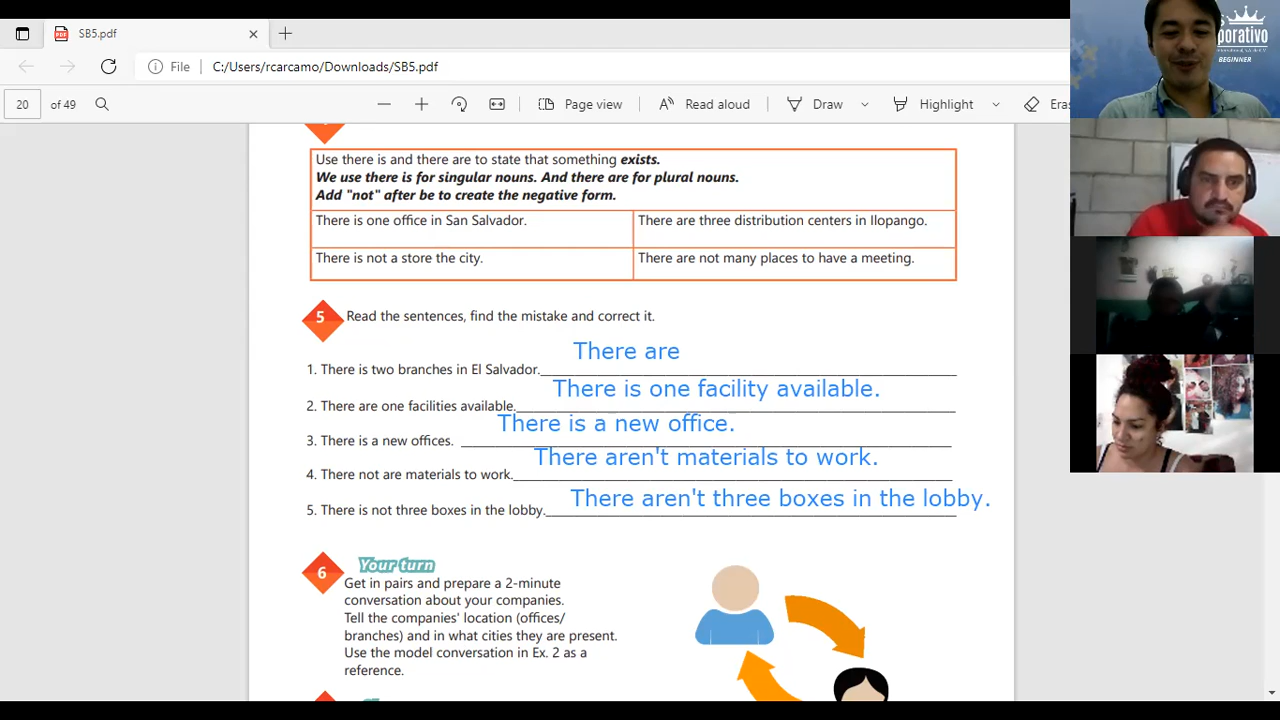 SB5.pdf
File C:/Users/rcarcamo/Downloads/SB5.pdf
20 of 49 Page view Read aloud Draw Highlight Era
porativo
BEGINNER
Use there is and there are to state that something exists.
We use there is for singular nouns. And there are for plural nouns.
Add "not" after be to create the negative form.
There is one office in San Salvador. There are three distribution centers in Ilopango.
There is not a store the city. There are not many places to have a meeting.
5 Read the sentences, find the mistake and correct it.
There are
1. There is two branches in El Salvador.
There is one facility available.
2. There are one facilities available.
There is a new office.
3. There is a new offices.
There aren't materials to work.
4. There not are materials to work.
There aren't three boxes in the lobby.
5. There is not three boxes in the lobby.
6 Your turn
Get in pairs and prepare a 2-minute
conversation about your companies.
Tell the companies' location (offices/
branches) and in what cities they are present.
Use the model conversation in Ex. 2 as a
reference.